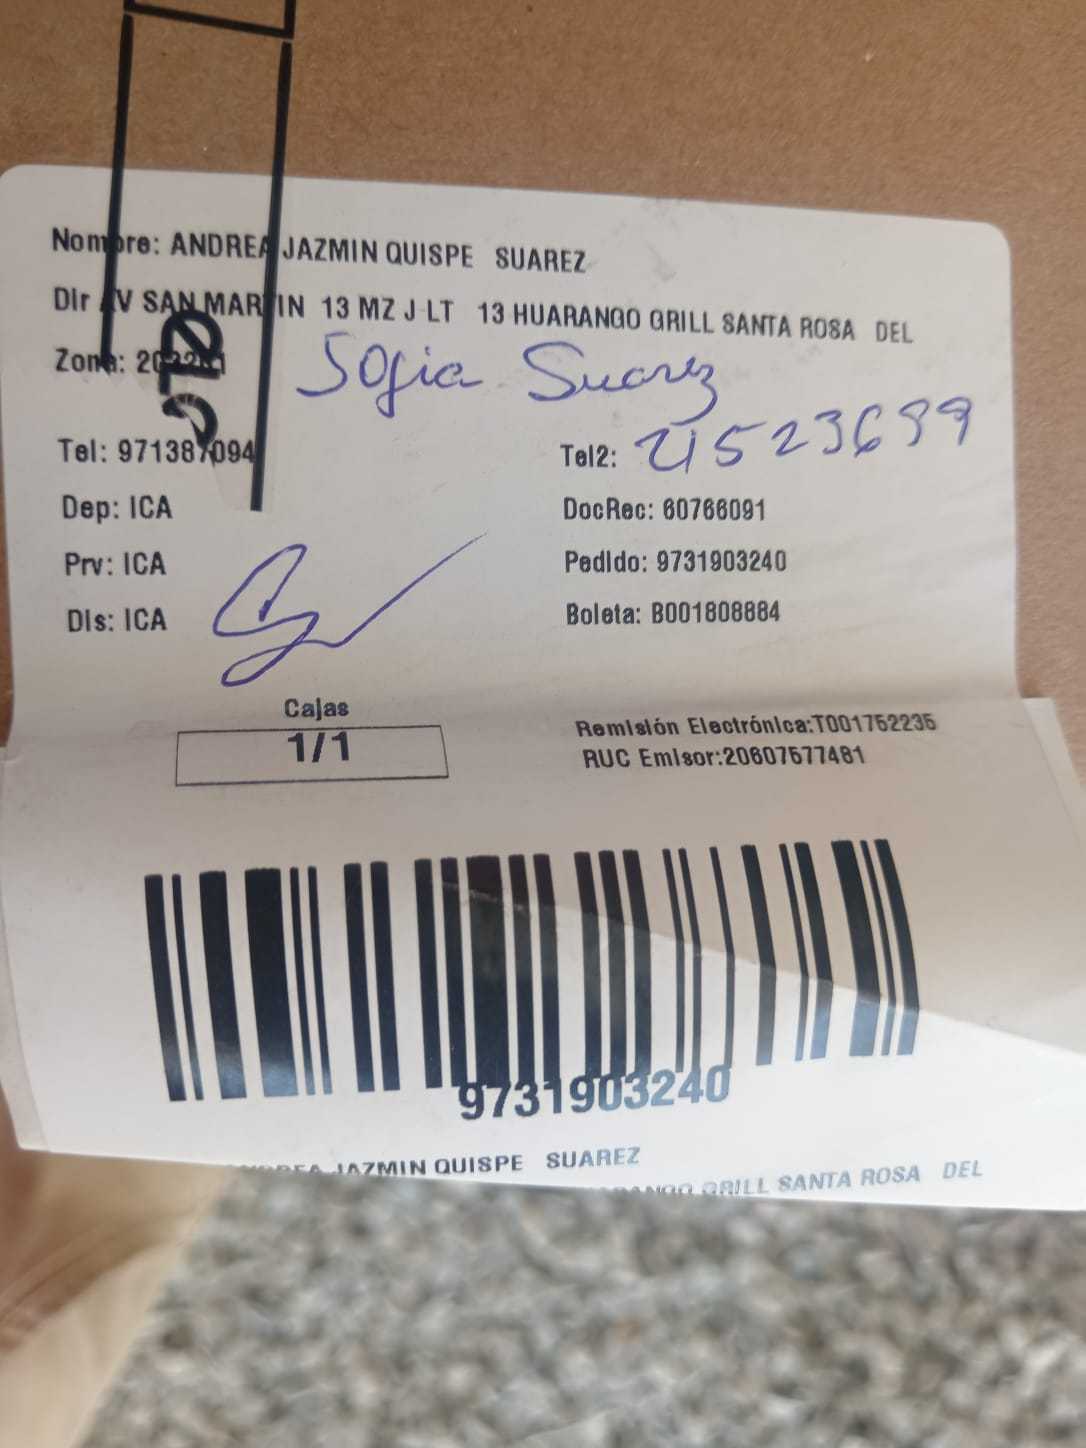 Nombre: ANDREA JAZMIN QUISPE SUAREZ
Dir AV SAN MARTIN 13 MZ J LT 13 HUARANGO GRILL SANTA ROSA DEL
Zona:
Sofia Suarez
Tel: 971387094
Tel2: 21523699
Dep: ICA
DocRec: 60766091
Prv: ICA
Pedido: 9731903240
Dis: ICA
Boleta: B001808884
Cajas
1/1
Remisión Electrónica:T001752235
RUC Emisor:20607577481
9731903240
JAZMIN QUISPE SUAREZ
GRILL SANTA ROSA DEL